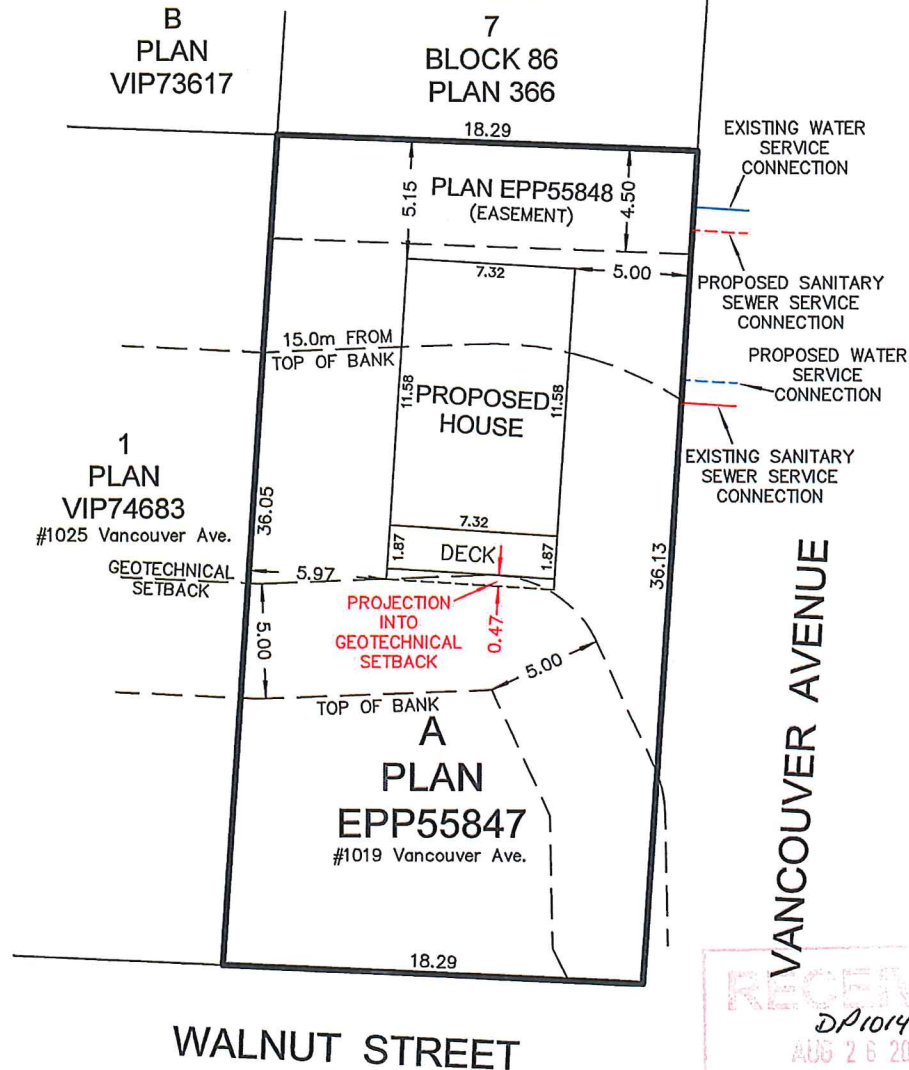 B
PLAN
VIP73617
7
BLOCK 86
PLAN 366
18.29
EXISTING WATER
SERVICE
CONNECTION
5.15
PLAN EPP55848
(EASEMENT)
4.50
7.32
5.00
PROPOSED SANITARY
SEWER SERVICE
CONNECTION
15.0m FROM
TOP OF BANK
PROPOSED WATER
SERVICE
CONNECTION
11.58
PROPOSED
HOUSE
11.58
EXISTING SANITARY
SEWER SERVICE
CONNECTION
1
PLAN
VIP74683
#1025 Vancouver Ave.
36.05
7.32
1.87
DECK
1.87
36.13
GEOTECHNICAL
SETBACK
5.97
PROJECTION
INTO
GEOTECHNICAL
SETBACK
0.47
5.00
5.00
TOP OF BANK
A
PLAN
EPP55847
#1019 Vancouver Ave.
VANCOUVER AVENUE
18.29
WALNUT STREET
DP1014
AUG 26 20